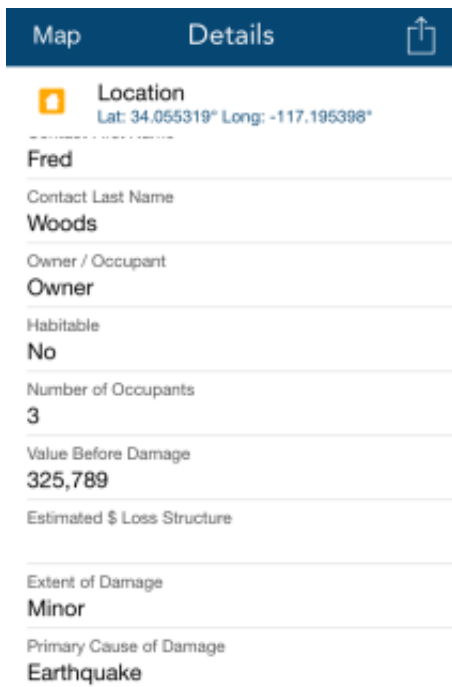 Map Details
Location
Lat: 34.055319° Long: -117.195398°
Fred
Contact Last Name
Woods
Owner / Occupant
Owner
Habitable
No
Number of Occupants
3
Value Before Damage
325,789
Estimated $ Loss Structure
Extent of Damage
Minor
Primary Cause of Damage
Earthquake